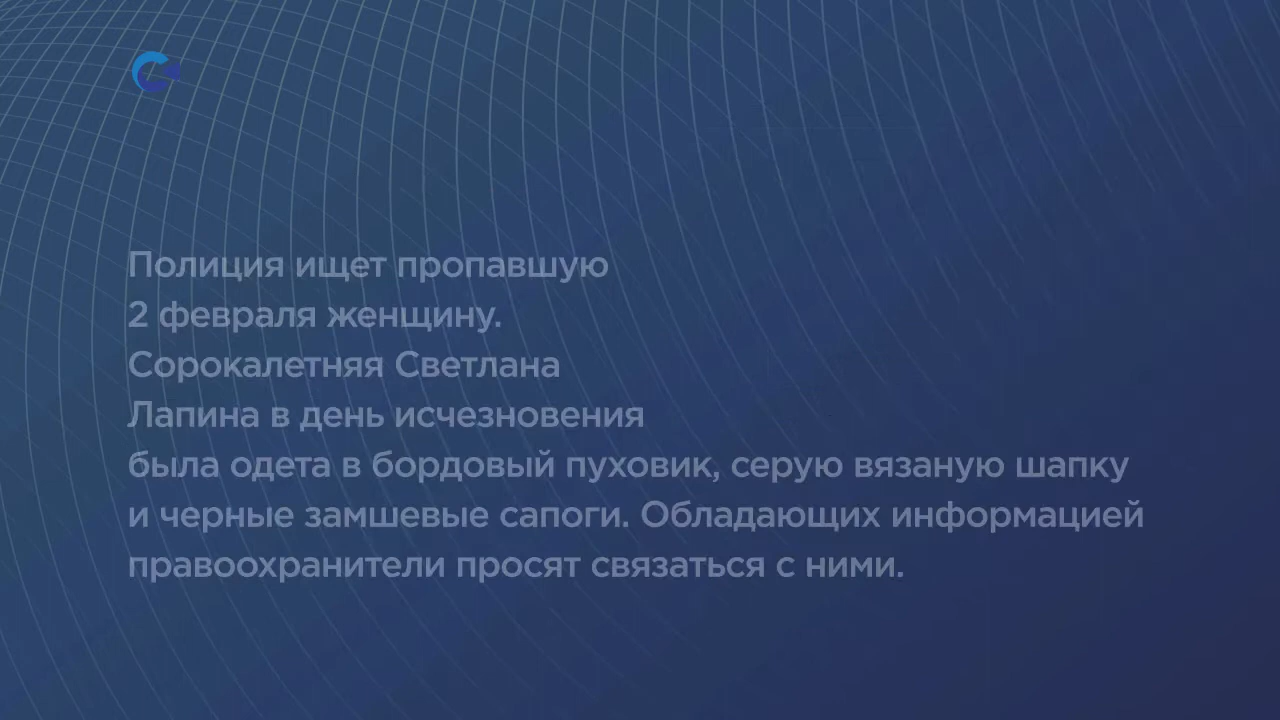 Полиция ищет пропавшую
2 февраля женщину.
Сорокалетняя Светлана
Лапина в день исчезновения
была одета в бордовый пуховик, серую вязаную шапку
и черные замшевые сапоги. Обладающих информацией
правоохранители просят связаться с ними.